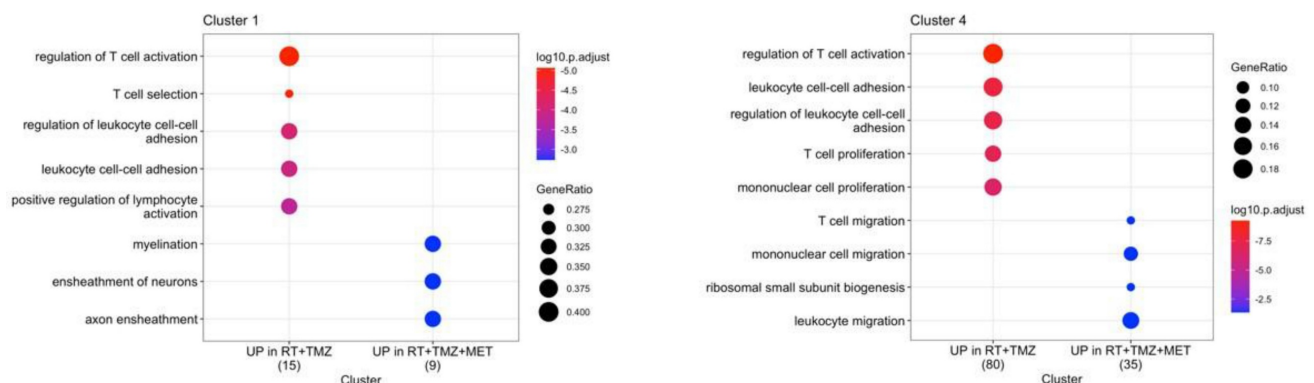 Cluster 1
regulation of T cell activation
T cell selection
regulation of leukocyte cell-cell
adhesion
leukocyte cell-cell adhesion
positive regulation of lymphocyte
activation
myelination
ensheathment of neurons
axon ensheathment
UP in RT+TMZ
(15)
UP in RT+TMZ+MET
(9)
Cluster
log10.p.adjust
-5.0
-4.5
-4.0
-3.5
-3.0
GeneRatio
0.275
0.300
0.325
0.350
0.375
0.400
Cluster 4
regulation of T cell activation
leukocyte cell-cell adhesion
regulation of leukocyte cell-cell
adhesion
T cell proliferation
mononuclear cell proliferation
T cell migration
mononuclear cell migration
ribosomal small subunit biogenesis
leukocyte migration
UP in RT+TMZ
(80)
UP in RT+TMZ+MET
(35)
Cluster
GeneRatio
0.10
0.12
0.14
0.16
0.18
log10.p.adjust
-7.5
-5.0
-2.5